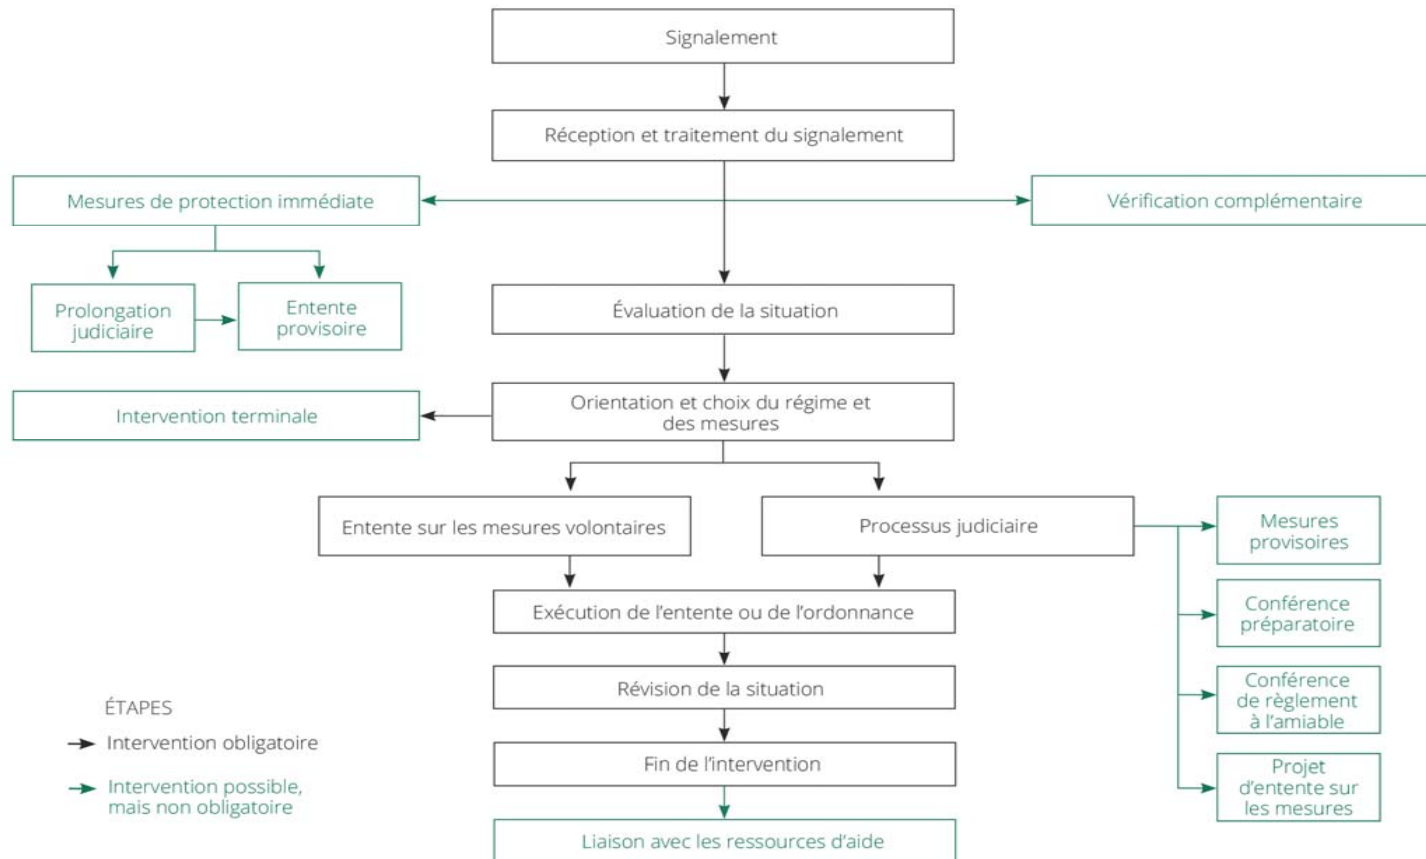 Signalement
Réception et traitement du signalement
Mesures de protection immédiate
Vérification complémentaire
Prolongation
judiciaire
Entente
provisoire
Évaluation de la situation
Intervention terminale
Orientation et choix du régime et
des mesures
Entente sur les mesures volontaires
Processus judiciaire
Mesures
provisoires
Conférence
préparatoire
Conférence
de règlement
à l'amiable
Projet
d'entente sur
les mesures
Exécution de l'entente ou de l'ordonnance
Révision de la situation
Fin de l'intervention
Liaison avec les ressources d'aide
ÉTAPES
Intervention obligatoire
Intervention possible,
mais non obligatoire